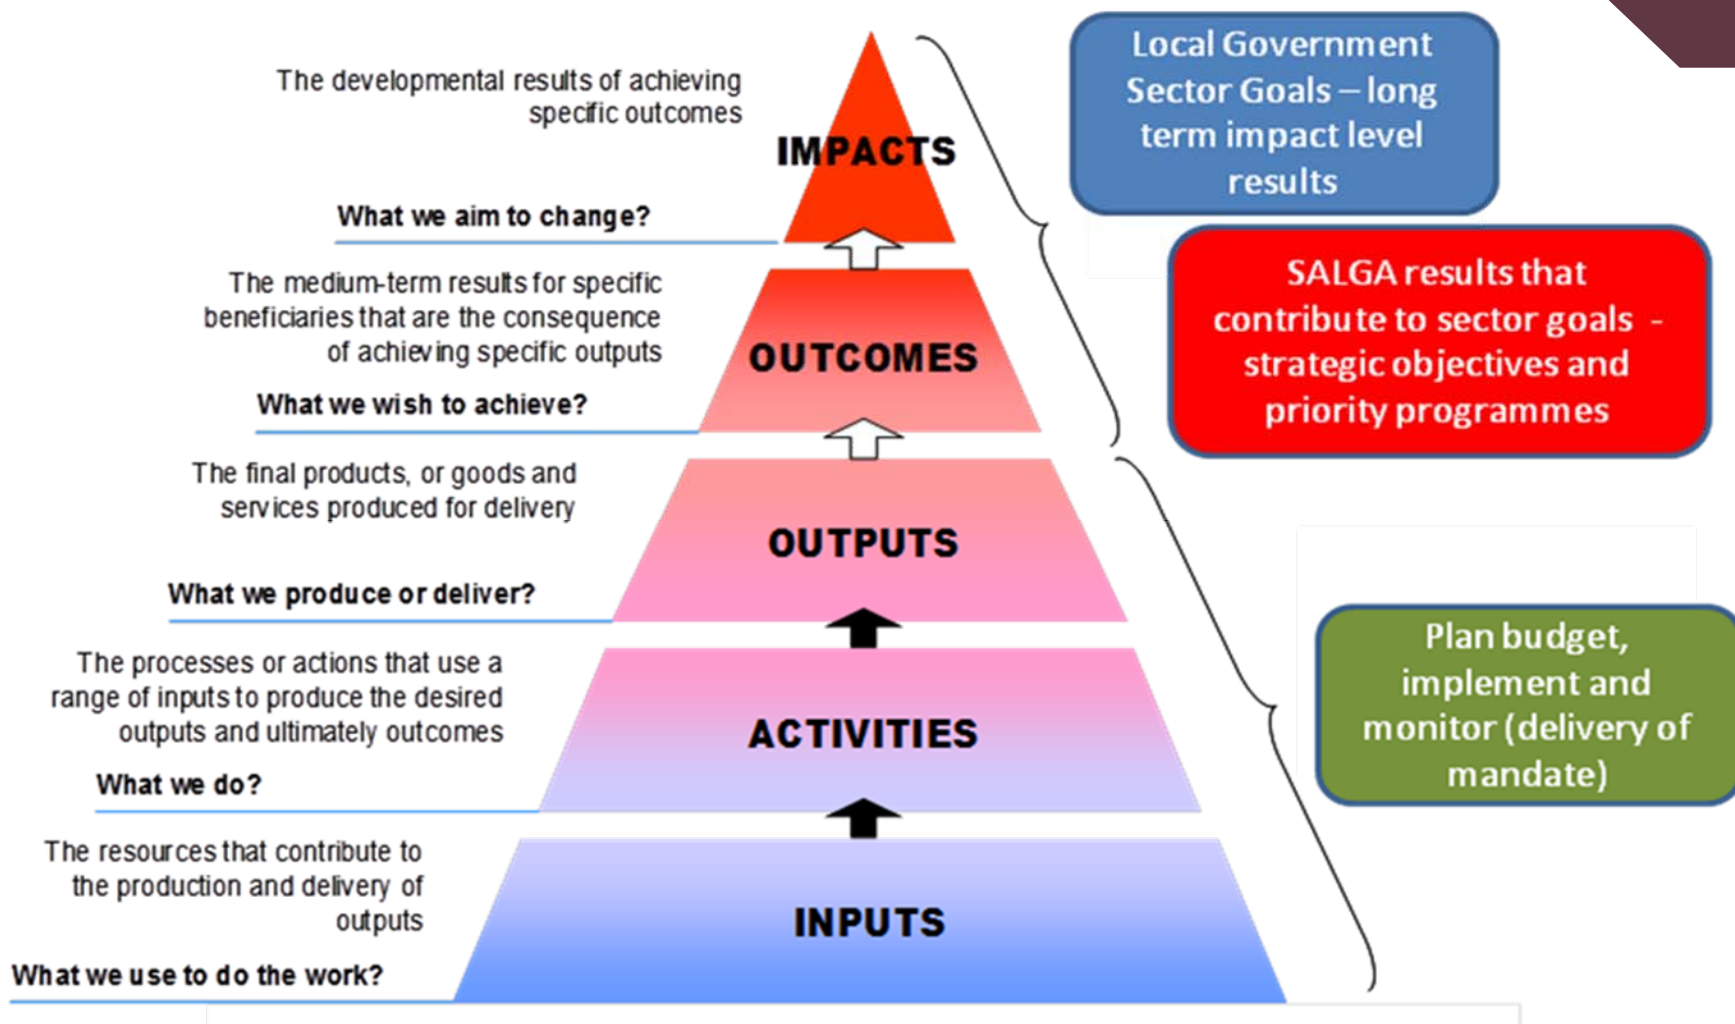 The developmental results of achieving
specific outcomes
IMPACTS
What we aim to change?
The medium-term results for specific
beneficiaries that are the consequence
of achieving specific outputs
OUTCOMES
What we wish to achieve?
The final products, or goods and
services produced for delivery
OUTPUTS
What we produce or deliver?
The processes or actions that use a
range of inputs to produce the desired
outputs and ultimately outcomes
ACTIVITIES
What we do?
The resources that contribute to
the production and delivery of
outputs
INPUTS
What we use to do the work?
Local Government
Sector Goals – long
term impact level
results
SALGA results that
contribute to sector goals -
strategic objectives and
priority programmes
Plan budget,
implement and
monitor (delivery of
mandate)